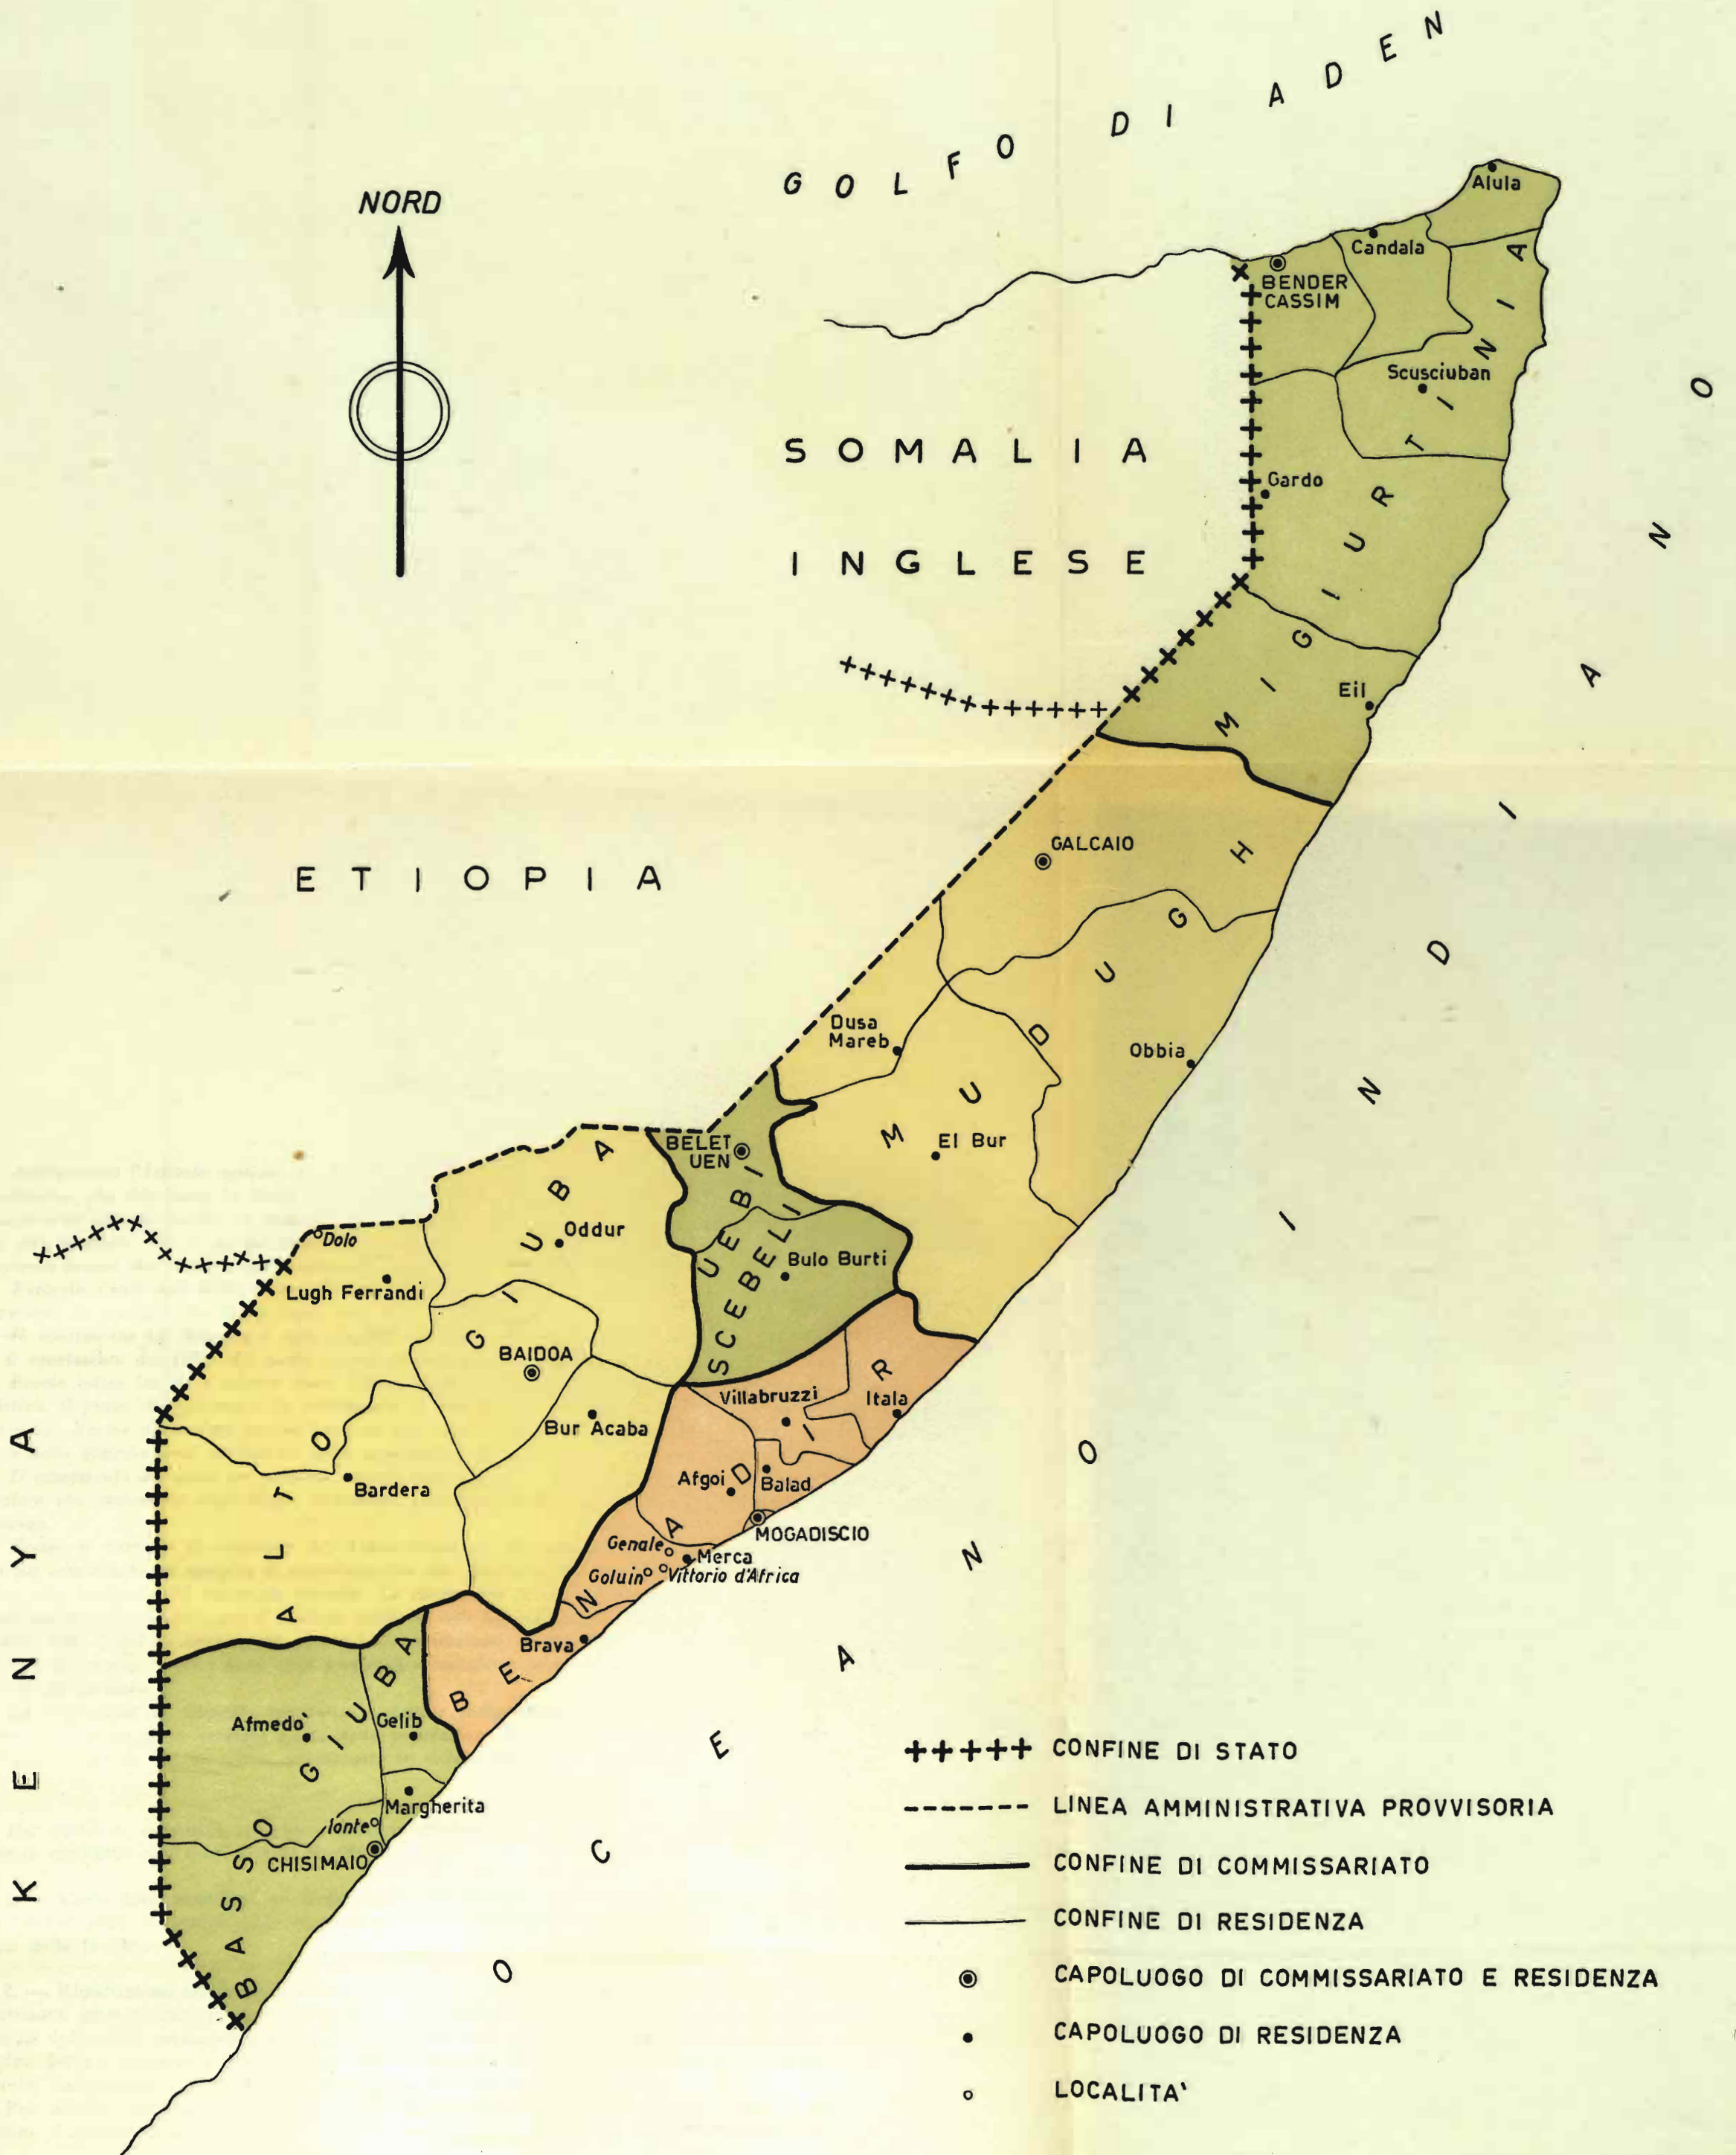 GOLFO DI ADEN
NORD
Alula
Candala
BENDER
CASSIM
Scusciuban
SOMALIA
INGLESE
Gardo
MIGIURTINIA
Eil
GALCAIO
ETIOPIA
MUDUGH
Dusa
Mareb
Obbia
El Bur
BELET
UEN
UEBI
SCEBELI
Bulo Burti
Oddur
Dolo
Lugh Ferrandi
BAIDOA
Bur Acaba
Bardera
ALTO GIUBA
Villabruzzi
Itala
Afgoi
Balad
MOGADISCIO
Genale
Merca
Goluin
Vittorio d'Africa
BENADIR
Brava
KENYA
Afmedò
Gelib
Margherita
Ionte
CHISIMAIO
BASSO GIUBA
OCEANO INDIANO
CONFINE DI STATO
LINEA AMMINISTRATIVA PROVVISORIA
CONFINE DI COMMISSARIATO
CONFINE DI RESIDENZA
CAPOLUOGO DI COMMISSARIATO E RESIDENZA
CAPOLUOGO DI RESIDENZA
LOCALITA'